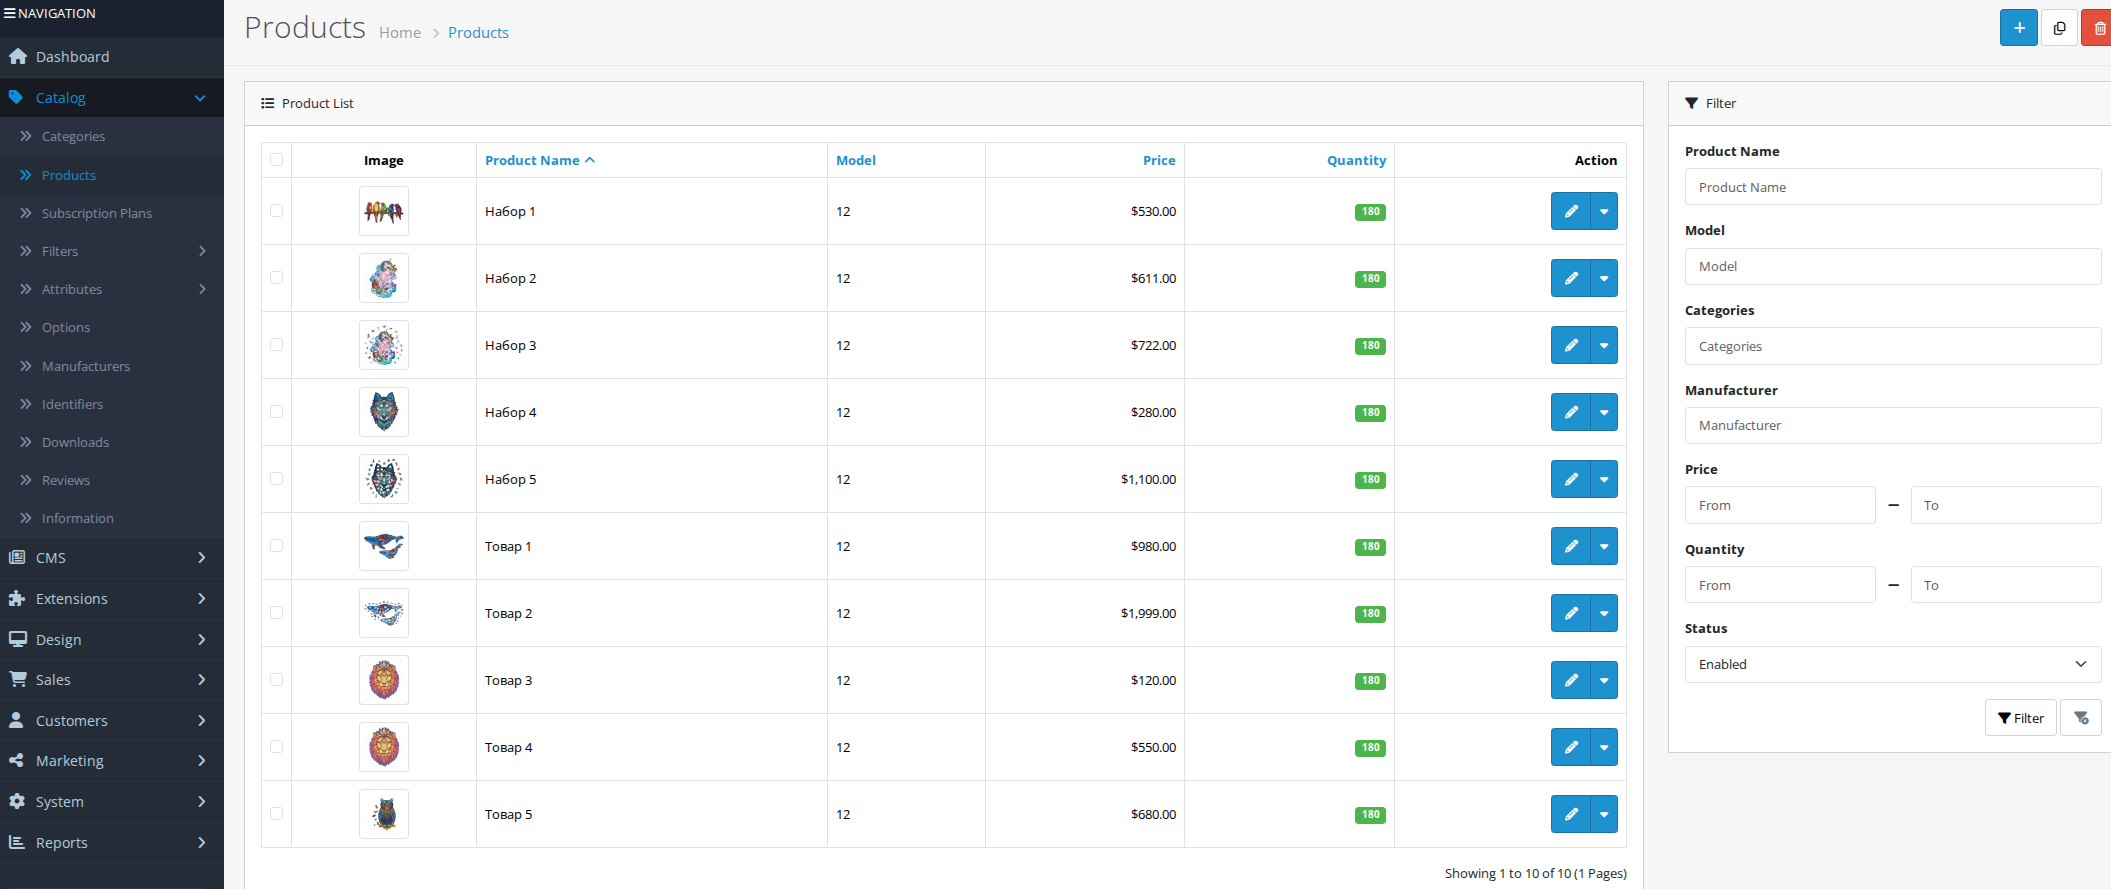 NAVIGATION
Dashboard
Catalog
Categories
Products
Subscription Plans
Filters
Attributes
Options
Manufacturers
Identifiers
Downloads
Reviews
Information
CMS
Extensions
Design
Sales
Customers
Marketing
System
Reports
Products Home Products
Product List
Image Product Name Model Price Quantity Action
Набор 1 12 $530.00 180
Набор 2 12 $611.00 180
Набор 3 12 $722.00 180
Набор 4 12 $280.00 180
Набор 5 12 $1,100.00 180
Товар 1 12 $980.00 180
Товар 2 12 $1,999.00 180
Товар 3 12 $120.00 180
Товар 4 12 $550.00 180
Товар 5 12 $680.00 180
Showing 1 to 10 of 10 (1 Pages)
Filter
Product Name
Product Name
Model
Model
Categories
Categories
Manufacturer
Manufacturer
Price
From – To
Quantity
From – To
Status
Enabled
Filter